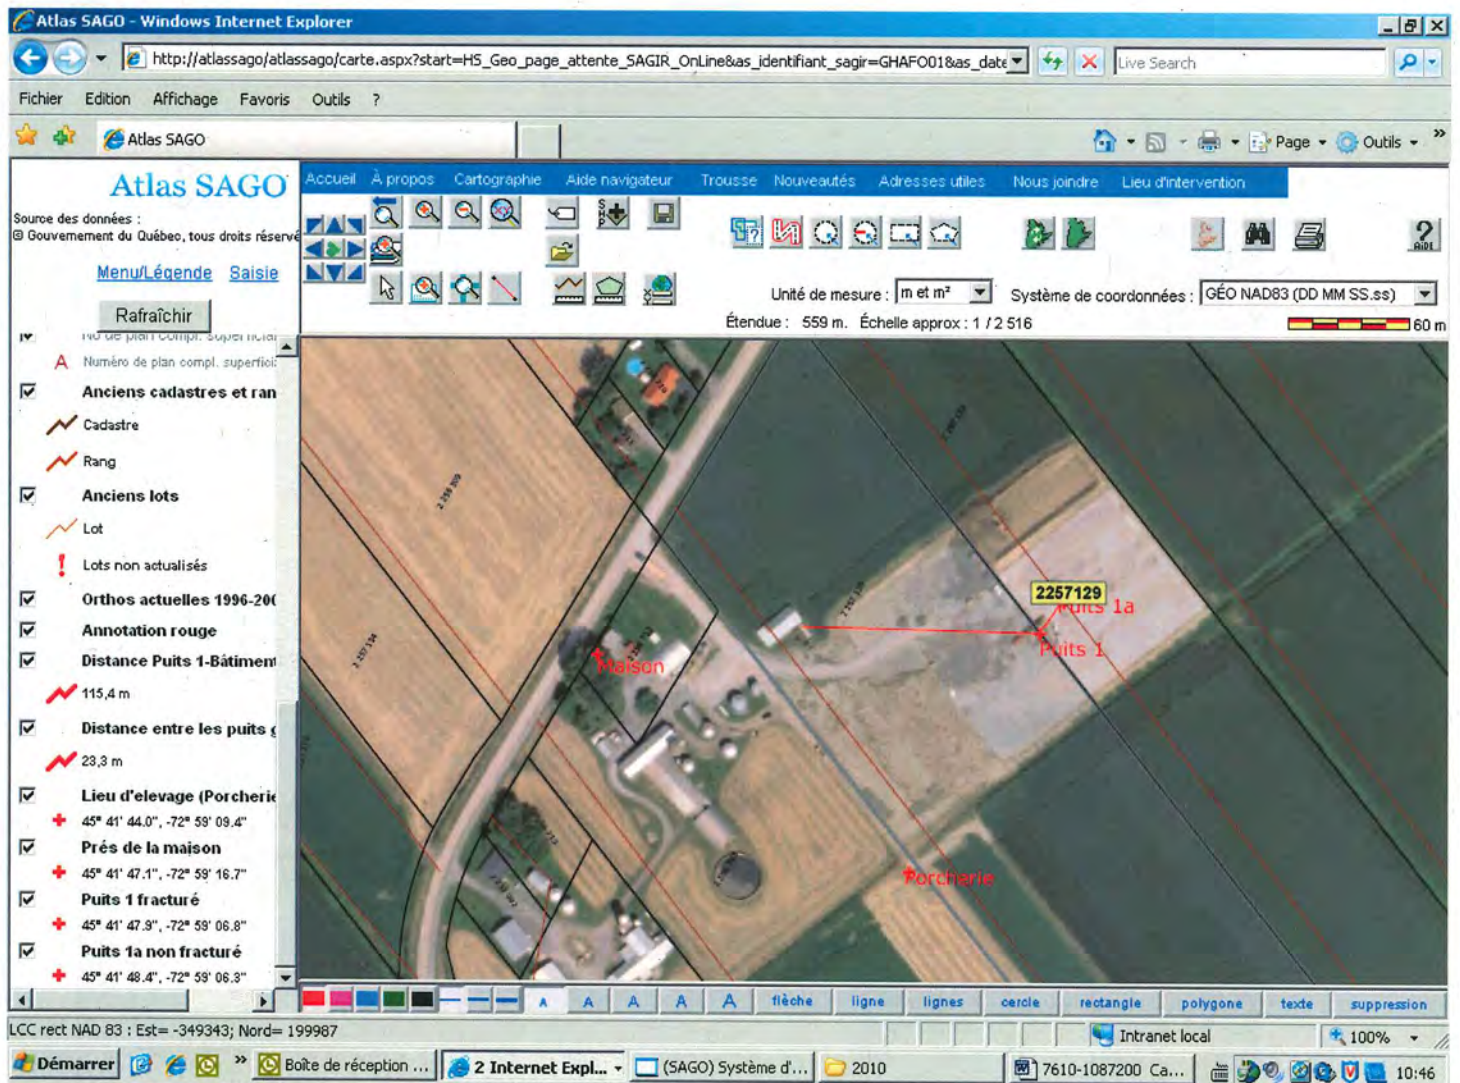 Atlas SAGO - Windows Internet Explorer
http://atlassago/atlassago/carte.aspx?start=HS_Geo_page_attente_SAGIR_OnLine&as_identifiant_sagir=GHAFO01&as_date
Live Search
Fichier Edition Affichage Favoris Outils ?
Atlas SAGO
Page Outils »
Atlas SAGO
Source des données :
© Gouvernement du Québec, tous droits réservé
Menu/Légende Saisie
Rafraîchir
Accueil À propos Cartographie Aide navigateur Trousse Nouveautés Adresses utiles Nous joindre Lieu d'intervention
AIDE
Unité de mesure : m et m² Système de coordonnées : GÉO NAD83 (DD MM SS.ss)
Étendue : 559 m. Échelle approx : 1 / 2 516
60 m
No de plan compl. superficiai
A Numéro de plan compl. superfici
Anciens cadastres et ran
Cadastre
Rang
Anciens lots
Lot
! Lots non actualisés
Orthos actuelles 1996-200
Annotation rouge
Distance Puits 1-Bâtiment
115,4 m
Distance entre les puits g
23,3 m
Lieu d'elevage (Porcherie
45° 41' 44.0", -72° 59' 09.4"
Prés de la maison
45° 41' 47.1", -72° 59' 16.7"
Puits 1 fracturé
45° 41' 47.9", -72° 59' 06.8"
Puits 1a non fracturé
45° 41' 48.4", -72° 59' 06.3"
2257129
Puits 1a
Puits 1
Maison
Porcharie
A A A A A flèche ligne lignes cercle rectangle polygone texte suppression
LCC rect NAD 83 : Est= -349343; Nord= 199987
Intranet local
100%
Démarrer » Boîte de réception ... 2 Internet Expl... (SAGO) Système d'... 2010 7610-1087200 Ca... 10:46